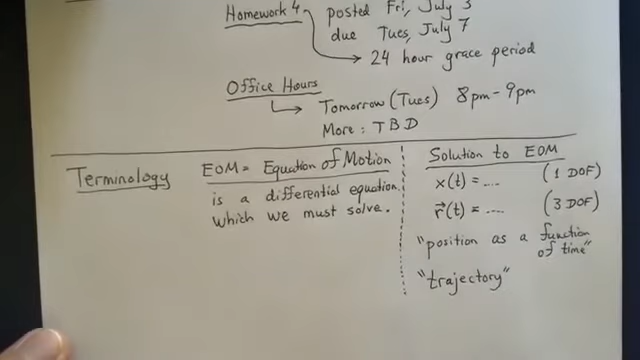 Homework 4 posted Fri, July 3
due Tues, July 7
24 hour grace period
Office Hours
Tomorrow (Tues) 8pm-9pm
More: TBD
Terminology
EOM = Equation of Motion
is a differential equation
which we must solve.
Solution to EOM
x(t) = .... (1 DOF)
r⃗(t) = .... (3 DOF)
"position as a function
of time"
"trajectory"